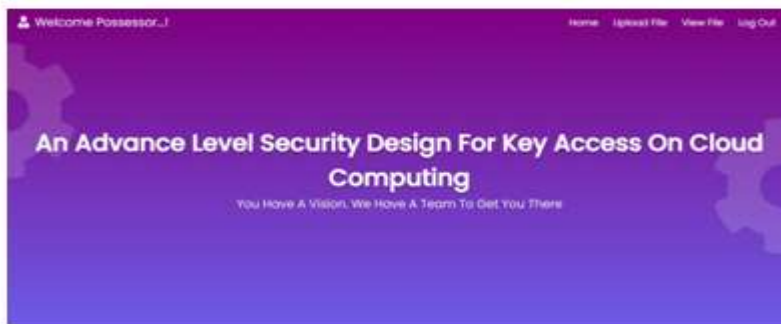 Welcome Possessor..!
Home Upload File View File Log Out
An Advance Level Security Design For Key Access On Cloud
Computing
You Have A Vision. We Have A Team To Get You There